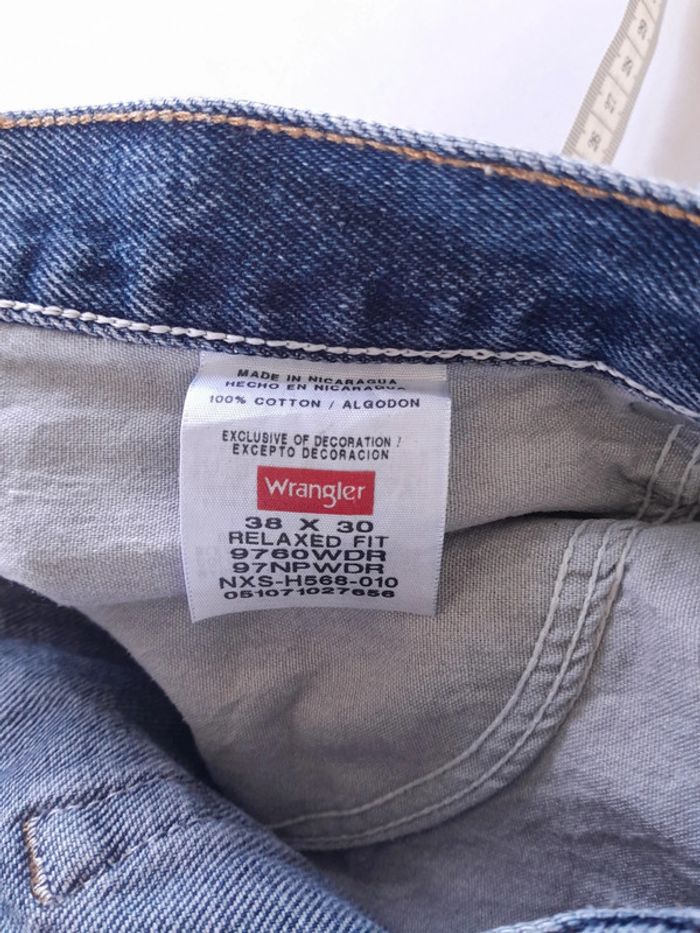 MADE IN NICARAGUA
HECHO EN NICARAGUA
100% COTTON / ALGODON
EXCLUSIVE OF DECORATION /
EXCEPTO DECORACION
Wrangler
38 X 30
RELAXED FIT
9760WDR
97NPWDR
NXS-H568-010
051071027656